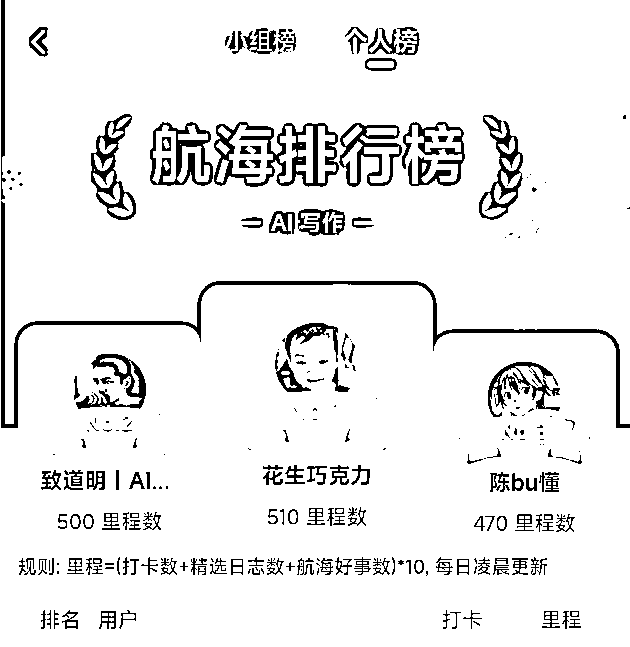 小组榜 个人榜
航海排行榜
AI 写作
No.2
致道明丨AI...
花生巧克力
陈bu懂
500 里程数
510 里程数
470 里程数
规则: 里程=(打卡数+精选日志数+航海好事数)*10, 每日凌晨更新
排名 用户 打卡 里程